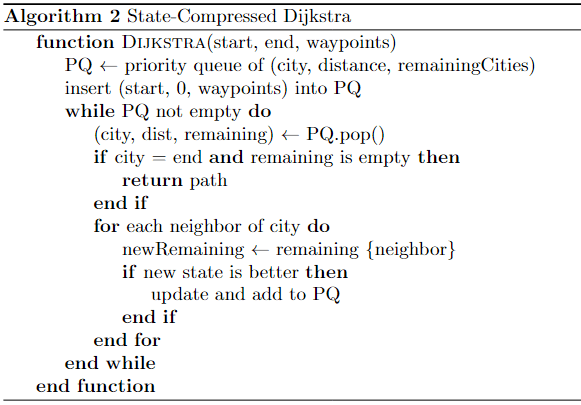 Algorithm 2 State-Compressed Dijkstra
function DIJKSTRA(start, end, waypoints)
PQ ← priority queue of (city, distance, remainingCities)
insert (start, 0, waypoints) into PQ
while PQ not empty do
(city, dist, remaining) ← PQ.pop()
if city = end and remaining is empty then
return path
end if
for each neighbor of city do
newRemaining ← remaining {neighbor}
if new state is better then
update and add to PQ
end if
end for
end while
end function